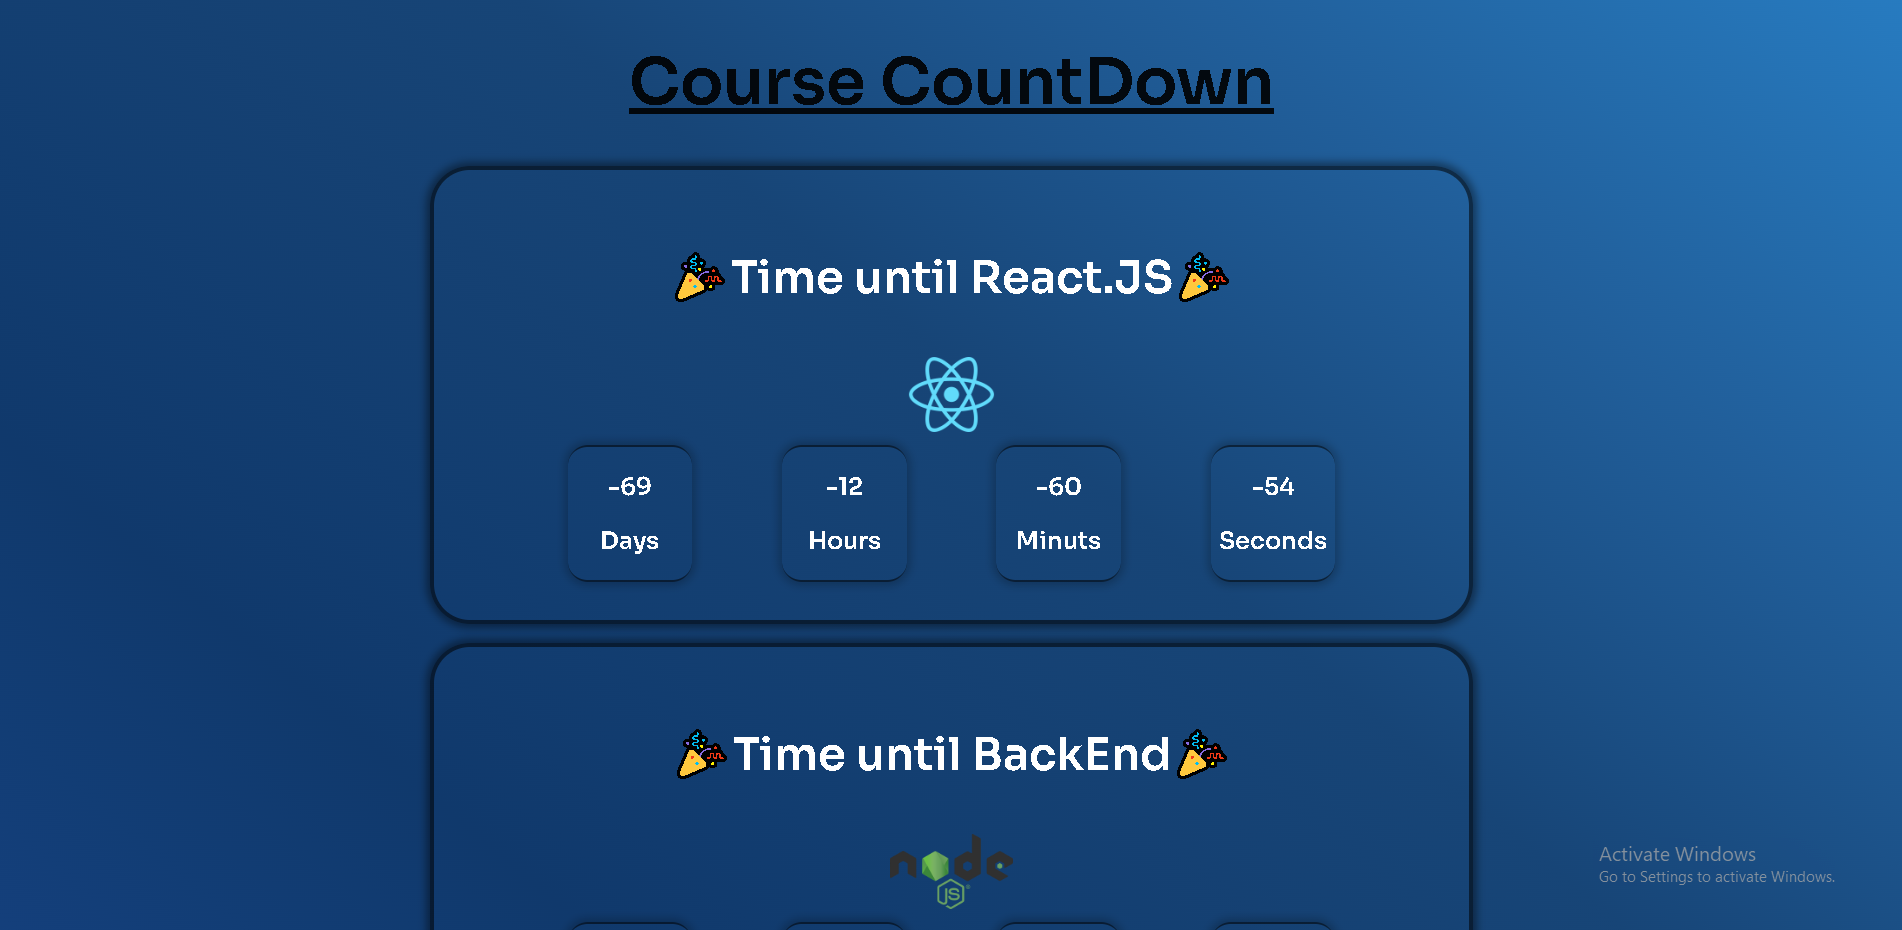 Course CountDown
🎉 Time until React.JS 🎉
-69 -12 -60 -54
Days Hours Minuts Seconds
🎉 Time until BackEnd 🎉
node
JS
Activate Windows
Go to Settings to activate Windows.